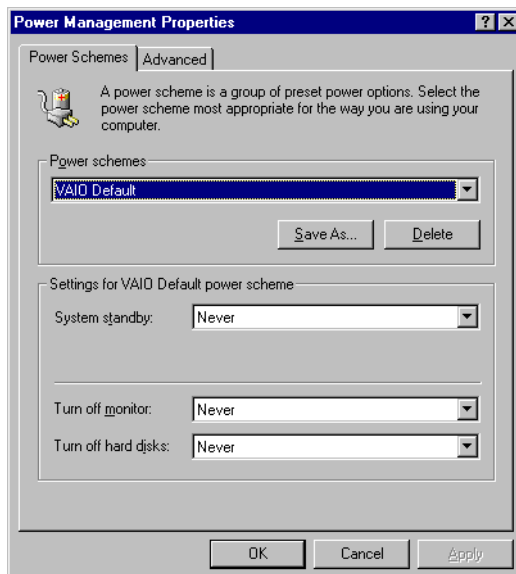 Power Management Properties
Power Schemes
Advanced
A power scheme is a group of preset power options. Select the
power scheme most appropriate for the way you are using your
computer.
Power schemes
VAIO Default
Save As...
Delete
Settings for VAIO Default power scheme
System standby:
Never
Turn off monitor:
Never
Turn off hard disks:
Never
OK
Cancel
Apply